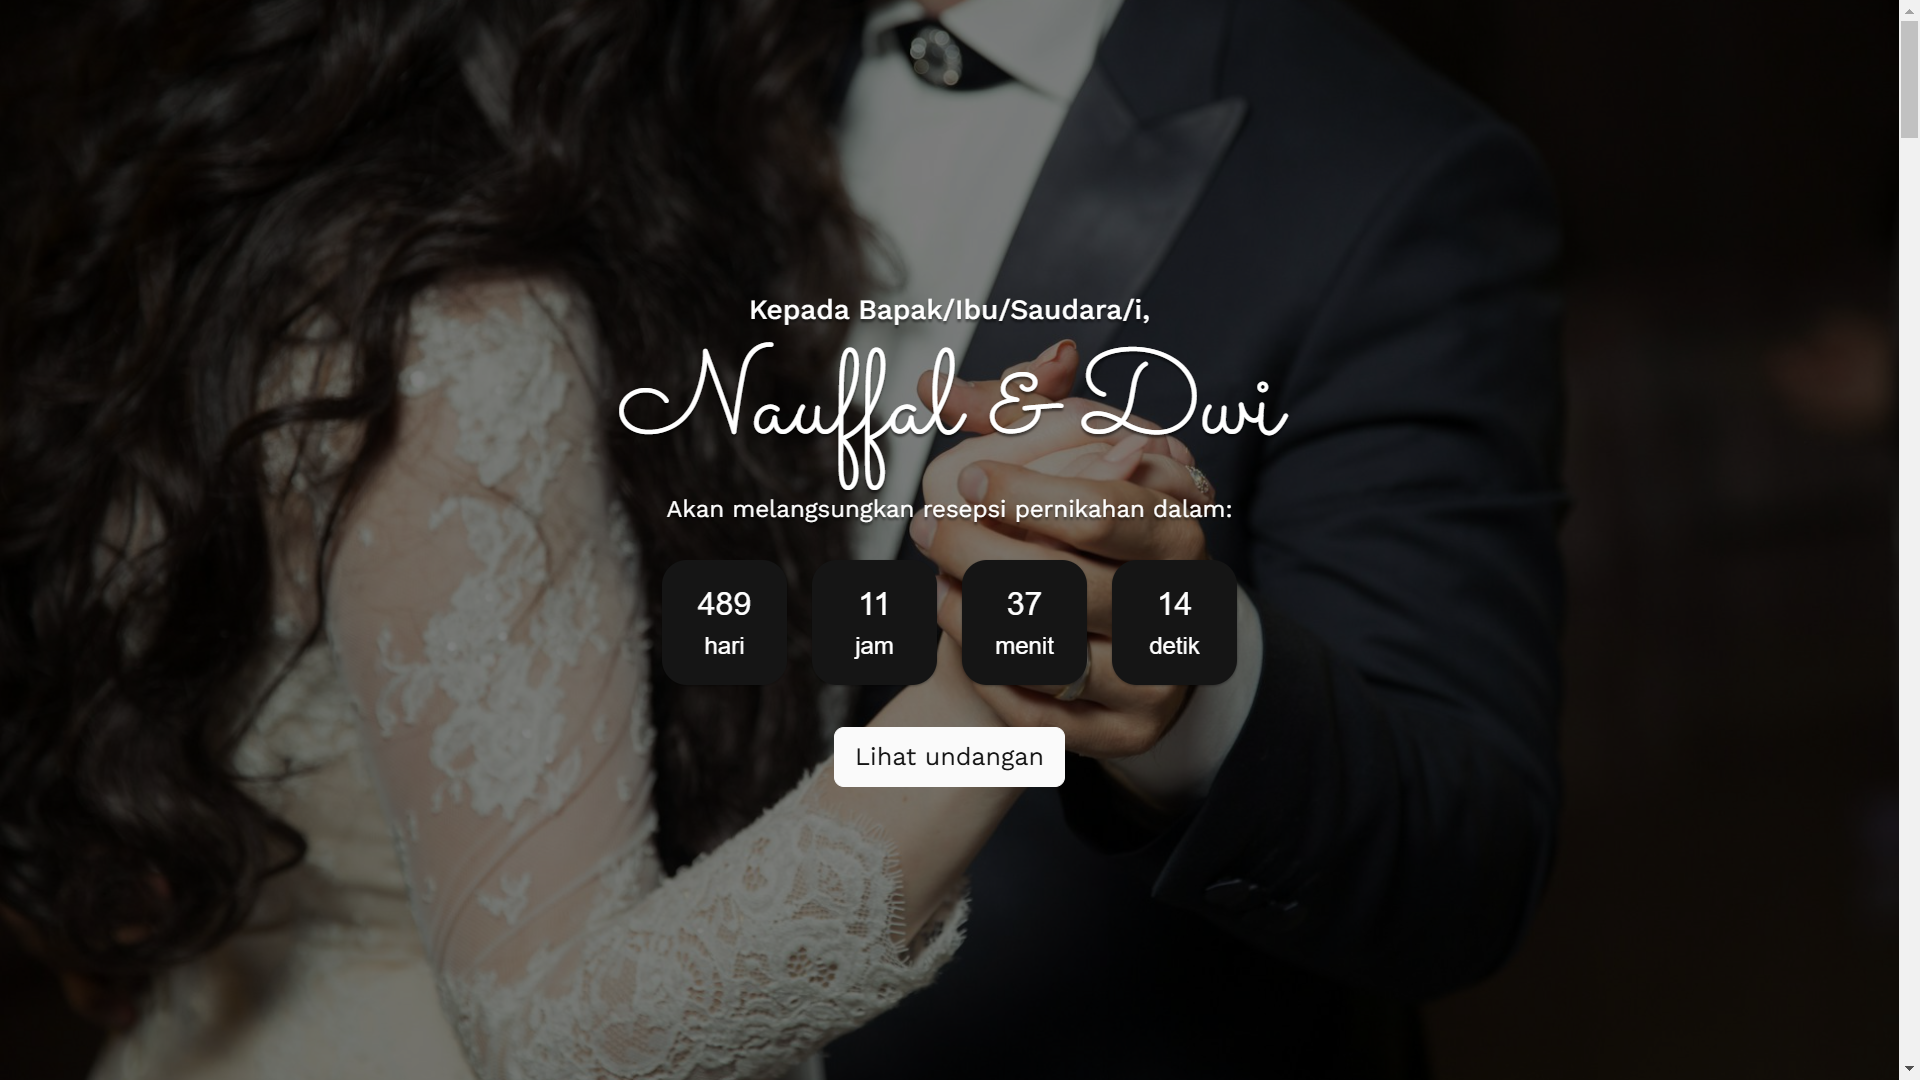 Kepada Bapak/Ibu/Saudara/i,
Nauffal & Dwi
Akan melangsungkan resepsi pernikahan dalam:
489 11 37 14
hari jam menit detik
Lihat undangan